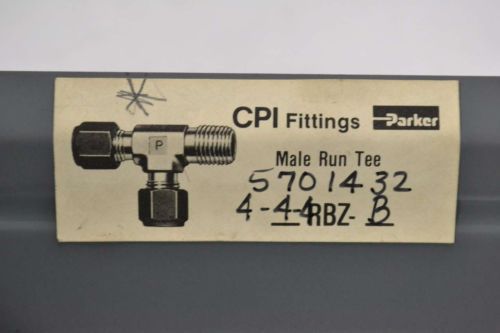 CPI Fittings Parker
P
Male Run Tee
5701432
4-4-4RBZ-B